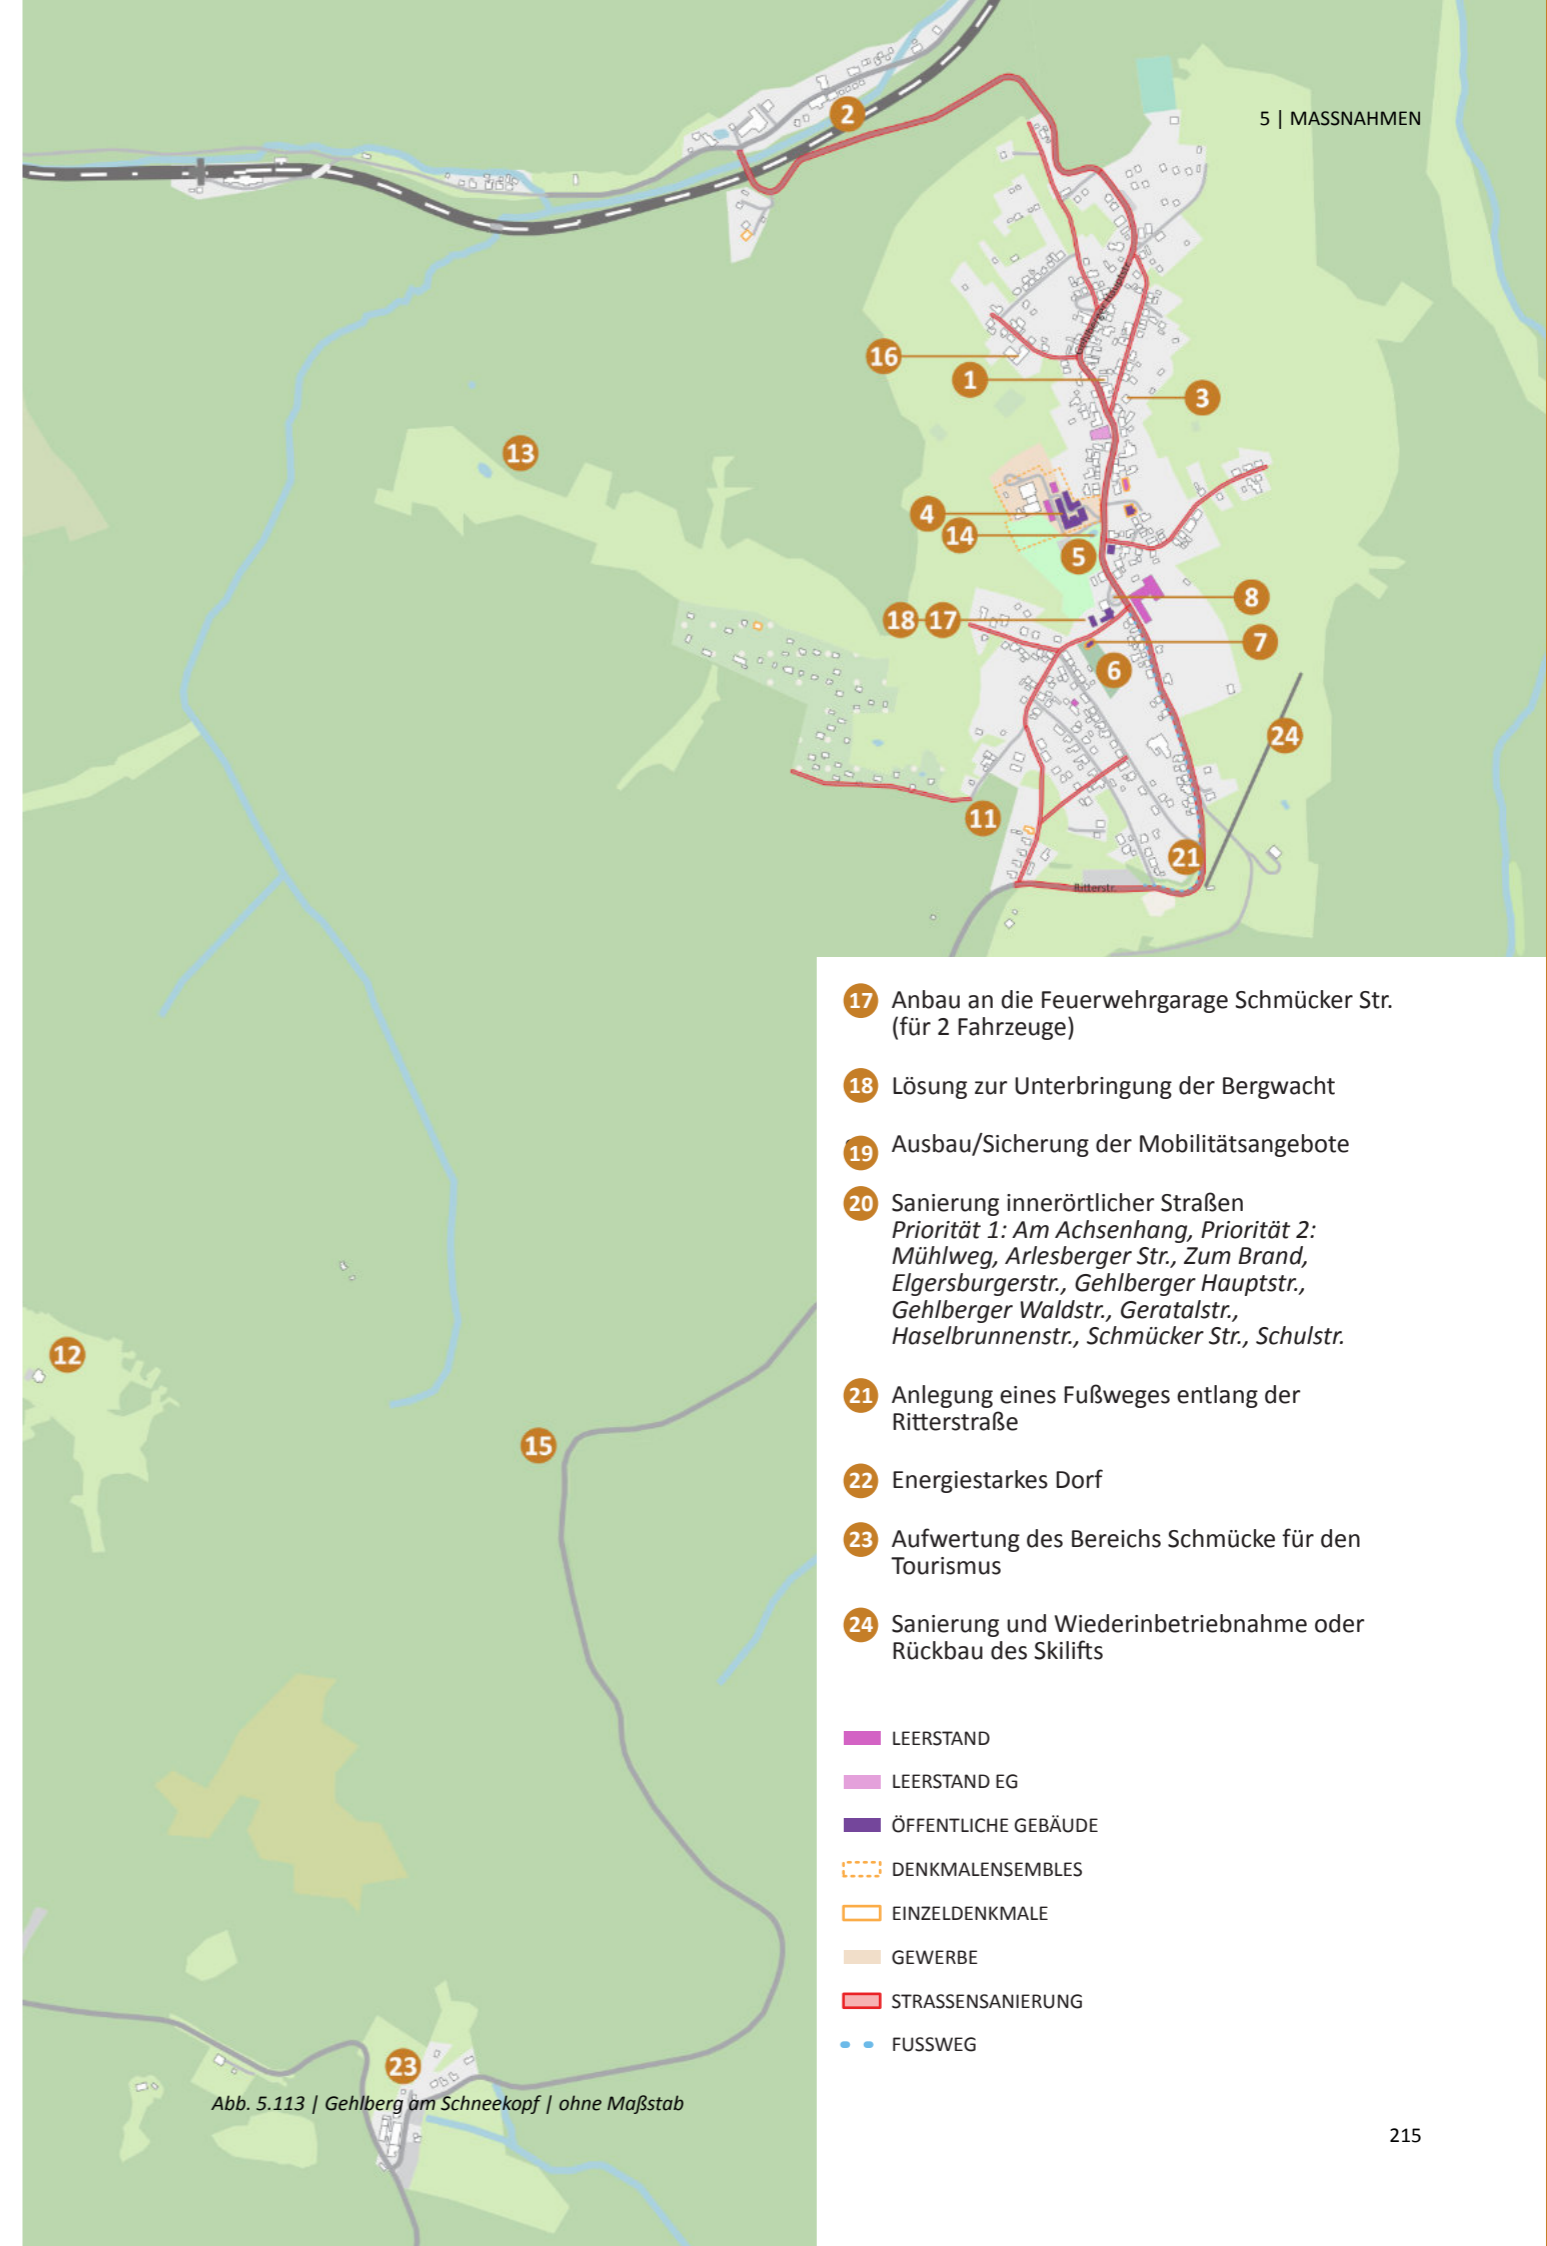 5 | MASSNAHMEN
2
Gehlberger Hauptstr.
16
1
3
13
4
14
5
8
18
17
7
6
24
11
21
Ritterstr.
12
15
23
17 Anbau an die Feuerwehrgarage Schmücker Str.
(für 2 Fahrzeuge)
18 Lösung zur Unterbringung der Bergwacht
19 Ausbau/Sicherung der Mobilitätsangebote
20 Sanierung innerörtlicher Straßen
Priorität 1: Am Achsenhang, Priorität 2:
Mühlweg, Arlesberger Str., Zum Brand,
Elgersburgerstr., Gehlberger Hauptstr.,
Gehlberger Waldstr., Geratalstr.,
Haselbrunnenstr., Schmücker Str., Schulstr.
21 Anlegung eines Fußweges entlang der
Ritterstraße
22 Energiestarkes Dorf
23 Aufwertung des Bereichs Schmücke für den
Tourismus
24 Sanierung und Wiederinbetriebnahme oder
Rückbau des Skilifts
LEERSTAND
LEERSTAND EG
ÖFFENTLICHE GEBÄUDE
DENKMALENSEMBLES
EINZELDENKMALE
GEWERBE
STRASSENSANIERUNG
FUSSWEG
Abb. 5.113 | Gehlberg am Schneekopf | ohne Maßstab
215